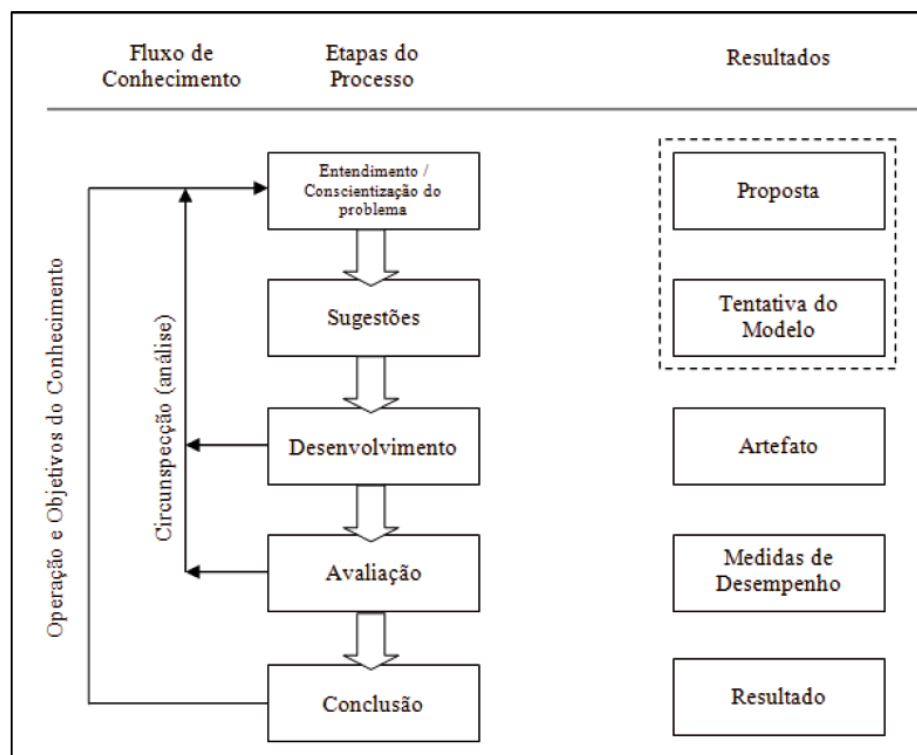 Fluxo de
Conhecimento
Etapas do
Processo
Resultados
Entendimento /
Conscientização do
problema
Proposta
Sugestões
Tentativa do
Modelo
Desenvolvimento
Artefato
Avaliação
Medidas de
Desempenho
Conclusão
Resultado
Operação e Objetivos do Conhecimento
Circunspecção (análise)